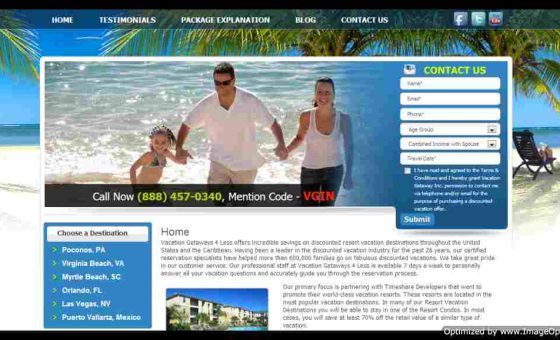 HOME TESTIMONIALS PACKAGE EXPLANATION BLOG CONTACT US
CONTACT US
Name*
Email*
Phone*
Age Group
Combined Income with Spouse
Travel Date*
I have read and agreed to the Terms &
Conditions and I hereby grant Vacation
Getaway Inc. permission to contact me
via telephone and/or email for the
purpose of purchasing a discounted
vacation offer.
Submit
Call Now (888) 457-0340, Mention Code - VGIN
Choose a Destination
Poconos, PA
Virginia Beach, VA
Myrtle Beach, SC
Orlando, FL
Las Vegas, NV
Puerto Vallarta, Mexico
Home
Vacation Getaways 4 Less offers incredible savings on discounted resort vacation destinations throughout the United
States and the Caribbean. Having been a leader in the discounted vacation industry for the past 26 years, our certified
reservation specialists have helped more than 600,000 families go on fabulous discounted vacations. We take great pride
in our customer service. Our professional staff at Vacation Getaways 4 Less is available 7 days a week to personally
answer all your vacation questions and accurately guide you through the reservation process.
Our primary focus is partnering with Timeshare Developers that want to
promote their world-class vacation resorts. These resorts are located in the
most popular vacation destinations. In many of our Resort Vacation
Destinations you will be able to stay in one of the Resort Condos. In most
cases, you will save at least 70% off the retail value of a similar type of
vacation.
Optimized by www.ImageOp